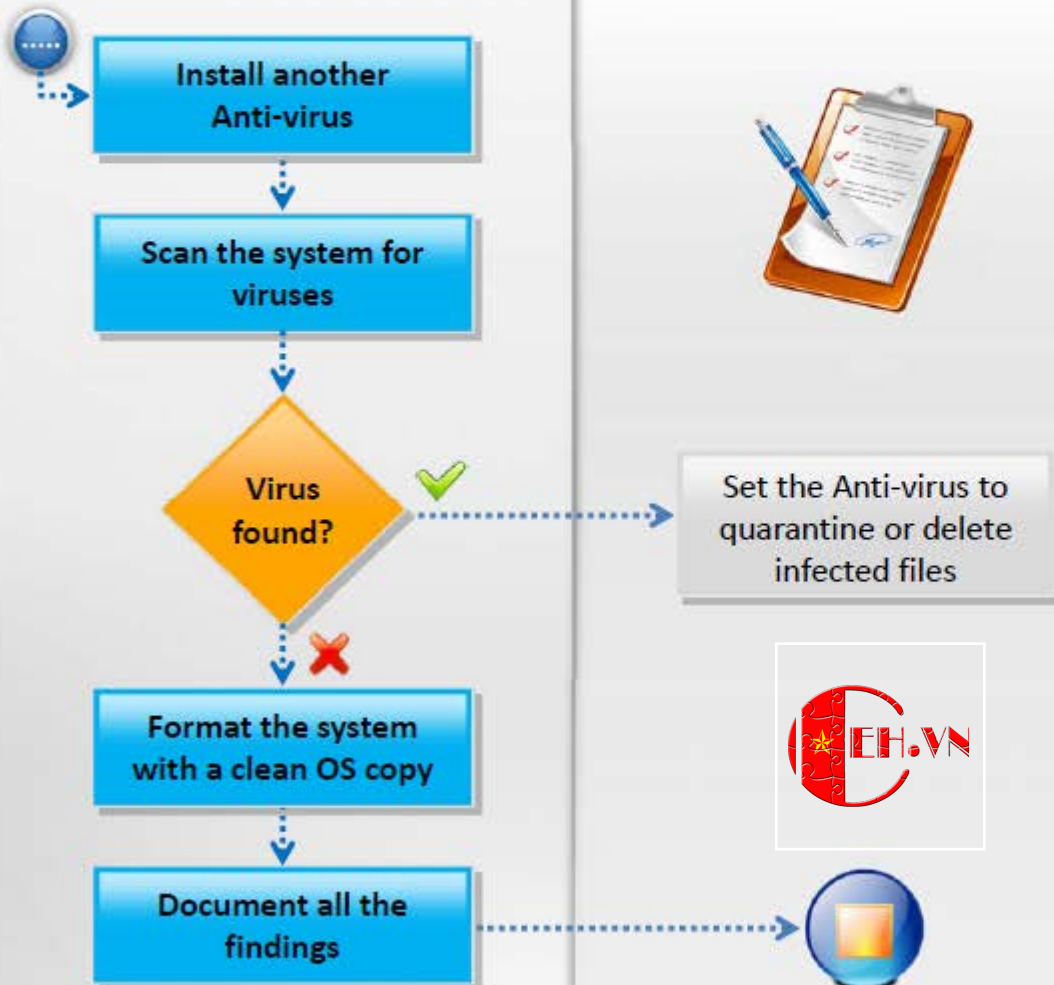 Install another
Anti-virus
Scan the system for
viruses
Virus
found?
Set the Anti-virus to
quarantine or delete
infected files
Format the system
with a clean OS copy
CEH.VN
Document all the
findings